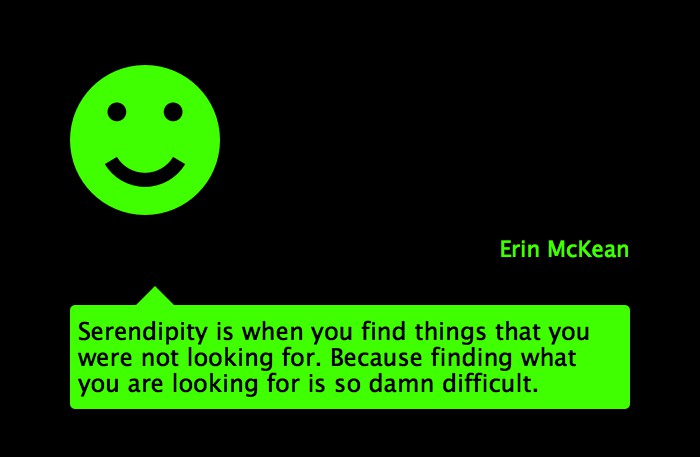 Erin McKean
Serendipity is when you find things that you
were not looking for. Because finding what
you are looking for is so damn difficult.